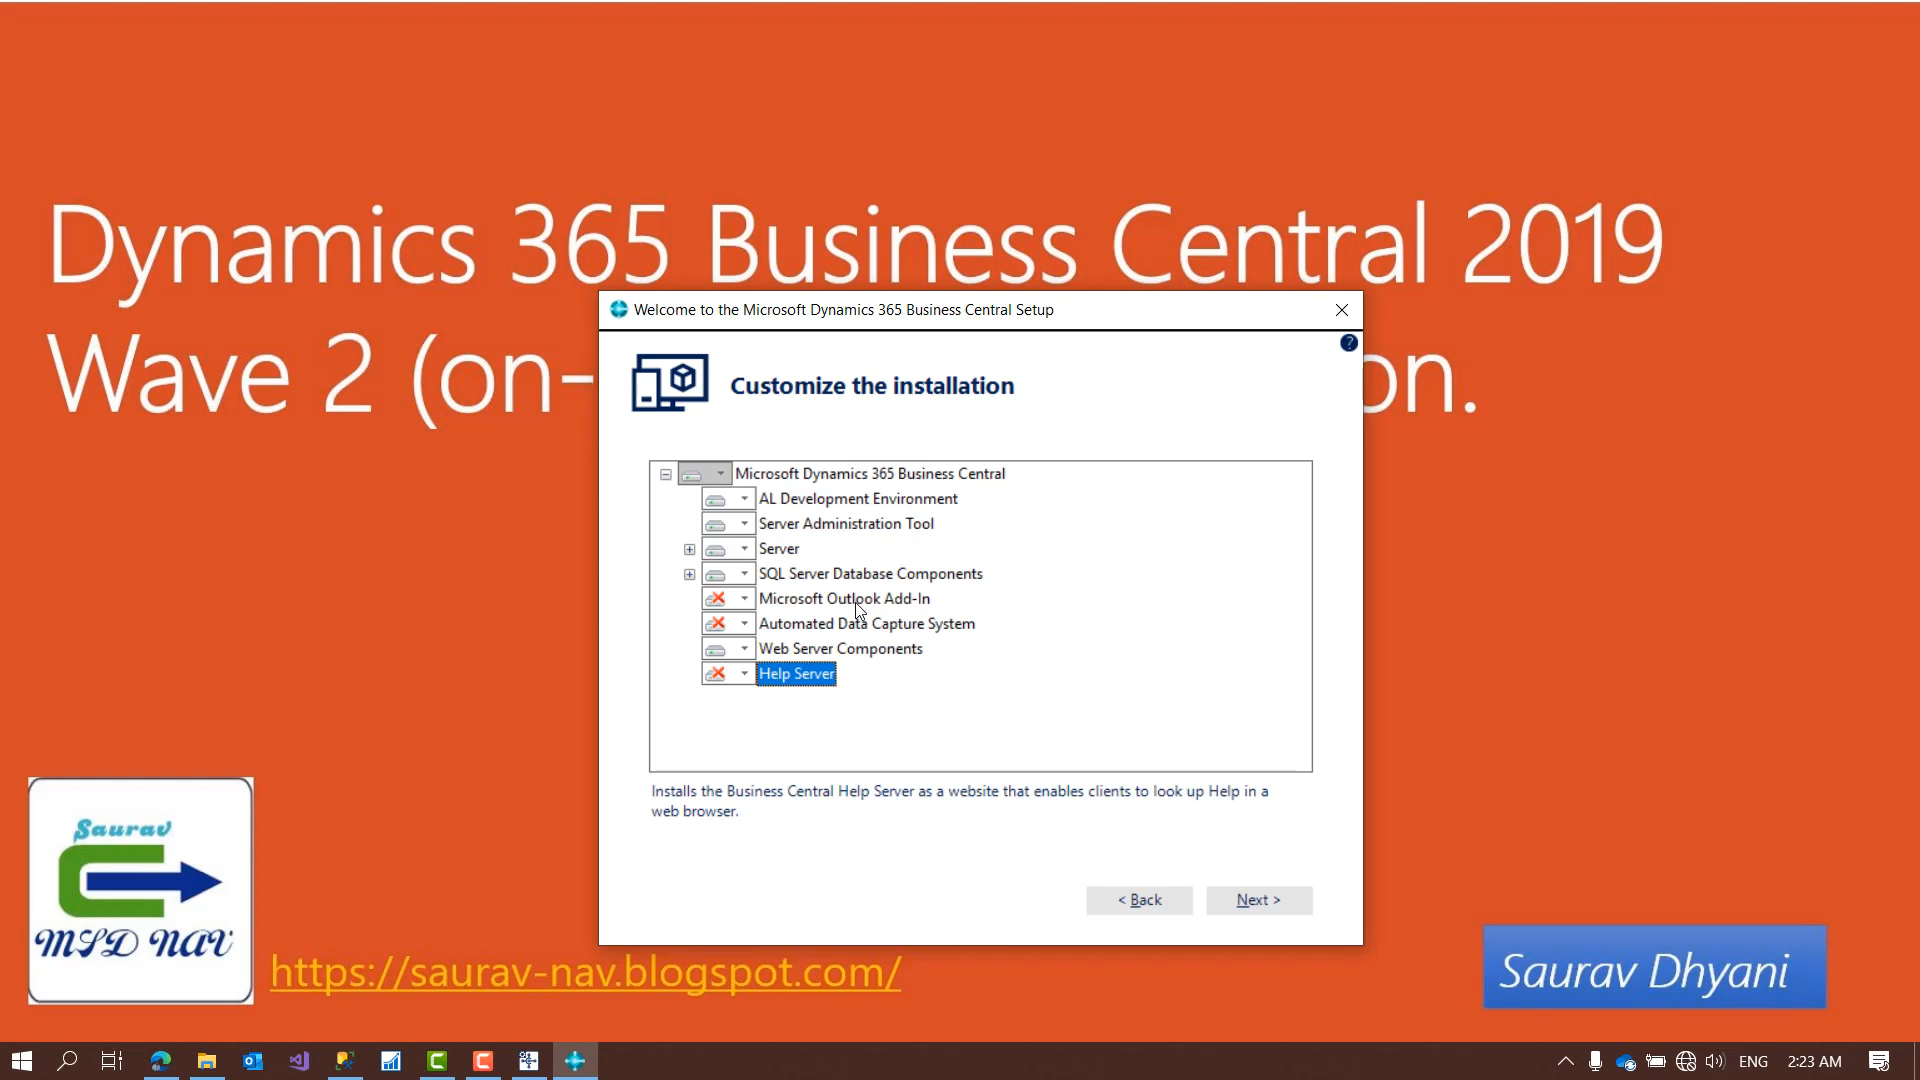 Dynamics 365 Business Central 2019
Wave 2 (on-
on.
Welcome to the Microsoft Dynamics 365 Business Central Setup
?
Customize the installation
Microsoft Dynamics 365 Business Central
AL Development Environment
Server Administration Tool
Server
SQL Server Database Components
Microsoft Outlook Add-In
Automated Data Capture System
Web Server Components
Help Server
Installs the Business Central Help Server as a website that enables clients to look up Help in a
web browser.
< Back
Next >
Saurav
MSD NAV
https://saurav-nav.blogspot.com/
Saurav Dhyani
ENG
2:23 AM